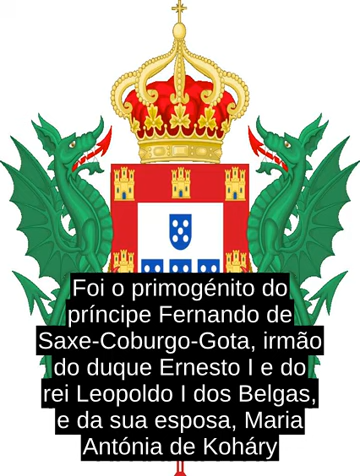 Foi o primogénito do
príncipe Fernando de
Saxe-Coburgo-Gota, irmão
do duque Ernesto I e do
rei Leopoldo I dos Belgas,
e da sua esposa, Maria
Antónia de Koháry